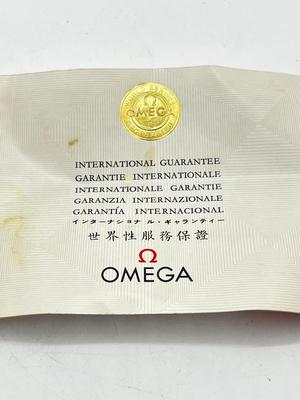 OMEGA
INTERNATIONAL GUARANTEE
GARANTIE INTERNATIONALE
INTERNATIONALE GARANTIE
GARANZIA INTERNAZIONALE
GARANTÍA INTERNACIONAL
インターナショナル・ギャランティー
世界性服務保證
Ω
OMEGA